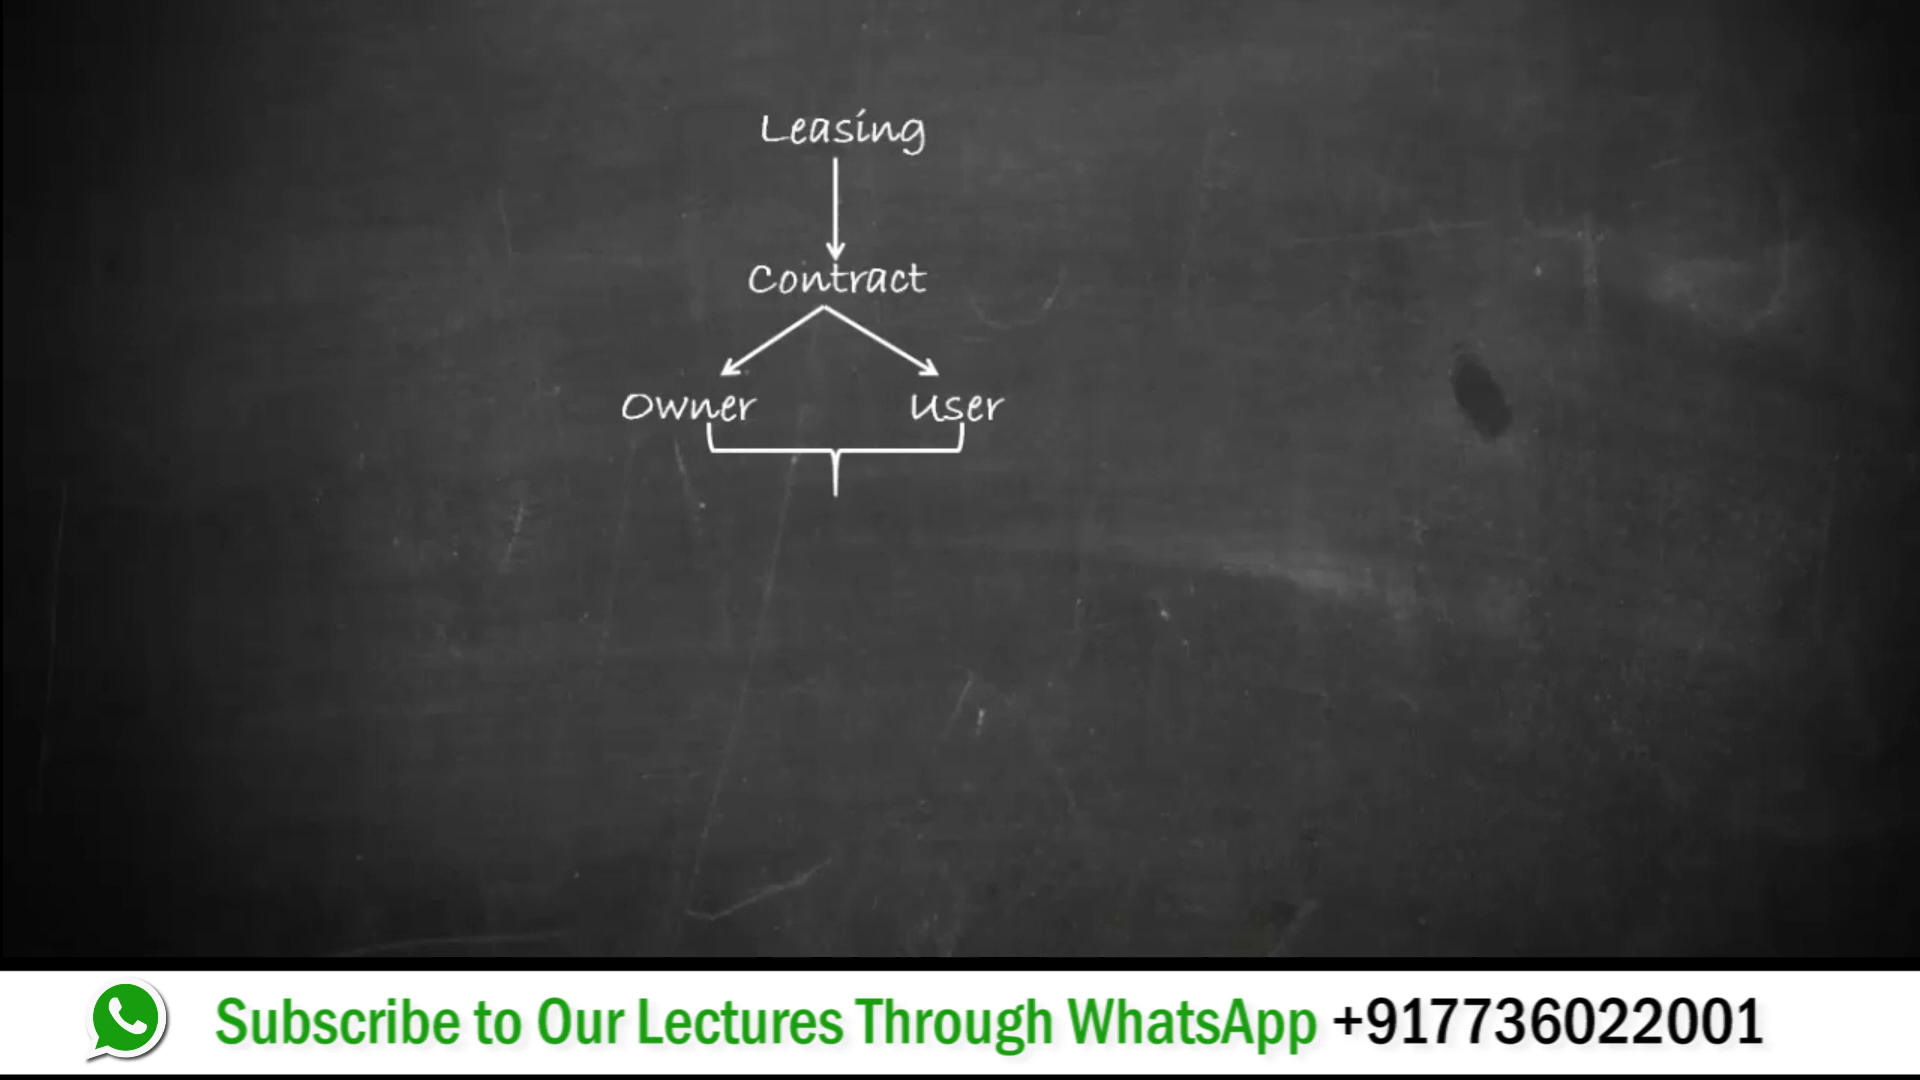 Leasing
Contract
Owner User
Subscribe to Our Lectures Through WhatsApp +917736022001